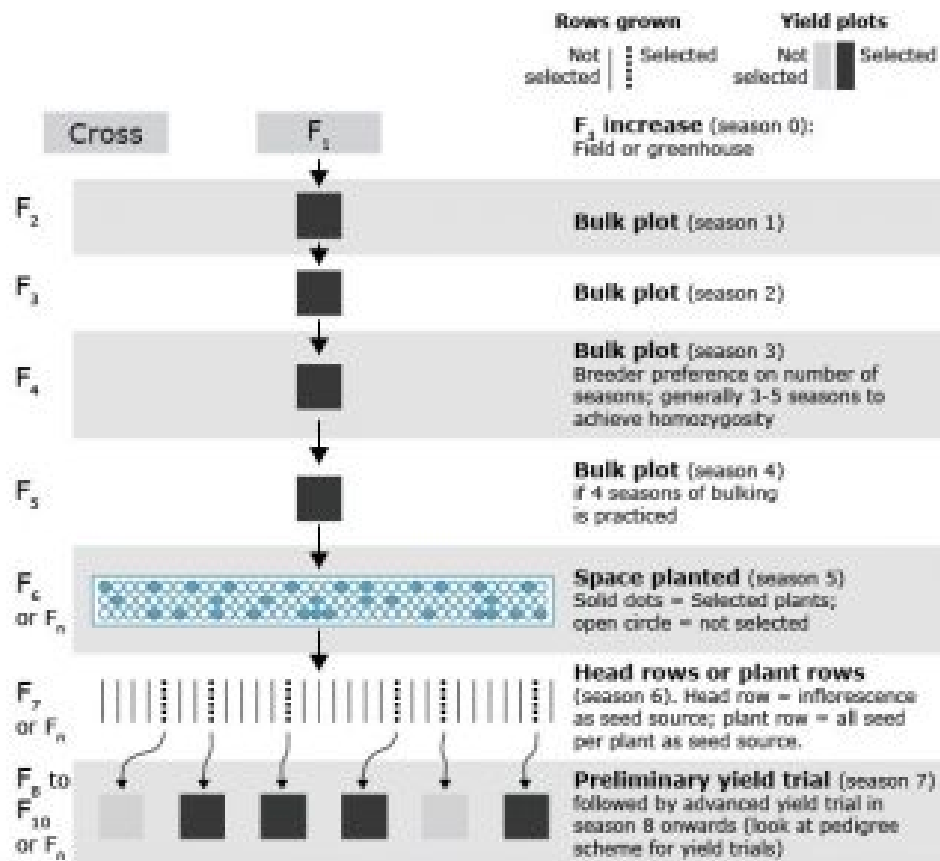 Rows grown
Yield plots
Not selected
Selected
Not selected
Selected
Cross
F₁
F₁ increase (season 0):
Field or greenhouse
F₂
Bulk plot (season 1)
F₃
Bulk plot (season 2)
F₄
Bulk plot (season 3)
Breeder preference on number of
seasons; generally 3-5 seasons to
achieve homozygosity
F₅
Bulk plot (season 4)
if 4 seasons of bulking
is practiced
F₆
or Fₙ
Space planted (season 5)
Solid dots = Selected plants;
open circle = not selected
F₇
or Fₙ
Head rows or plant rows
(season 6). Head row = inflorescence
as seed source; plant row = all seed
per plant as seed source.
F₈ to
F₁₀
or Fₙ
Preliminary yield trial (season 7)
followed by advanced yield trial in
season 8 onwards (look at pedigree
scheme for yield trials)